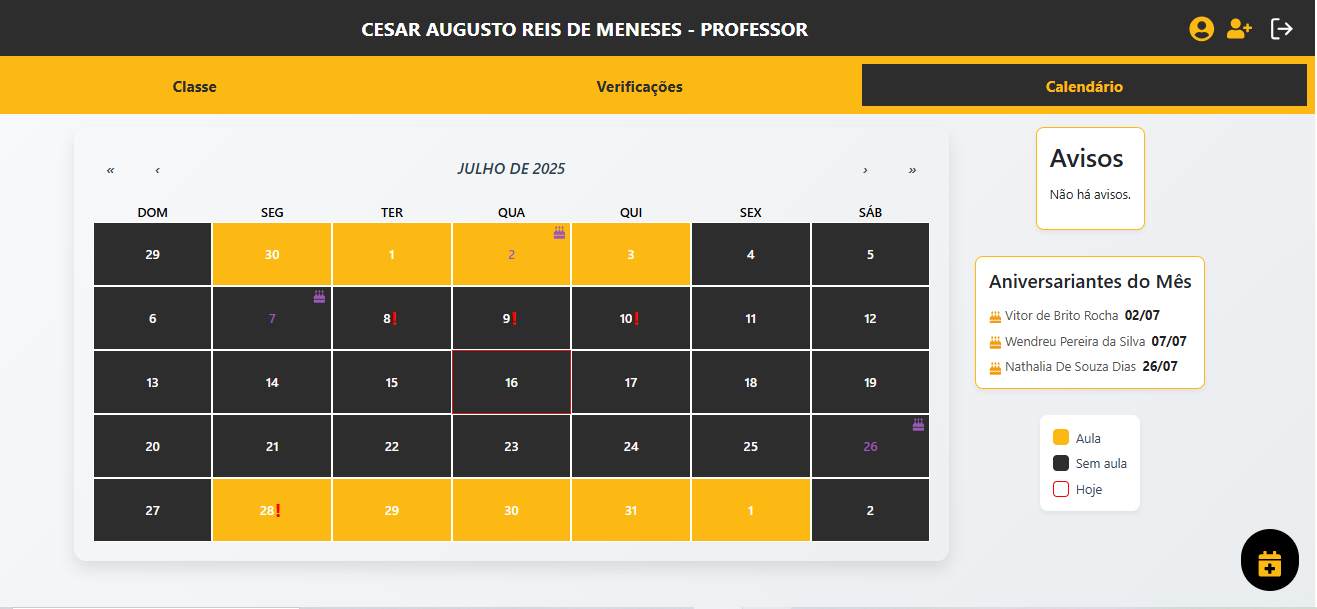 CESAR AUGUSTO REIS DE MENESES - PROFESSOR
Classe Verificações Calendário
« ‹ JULHO DE 2025 › »
DOM SEG TER QUA QUI SEX SÁB
29 30 1 2 3 4 5
6 7 8! 9! 10! 11 12
13 14 15 16 17 18 19
20 21 22 23 24 25 26
27 28! 29 30 31 1 2
Avisos
Não há avisos.
Aniversariantes do Mês
Vitor de Brito Rocha 02/07
Wendreu Pereira da Silva 07/07
Nathalia De Souza Dias 26/07
Aula
Sem aula
Hoje